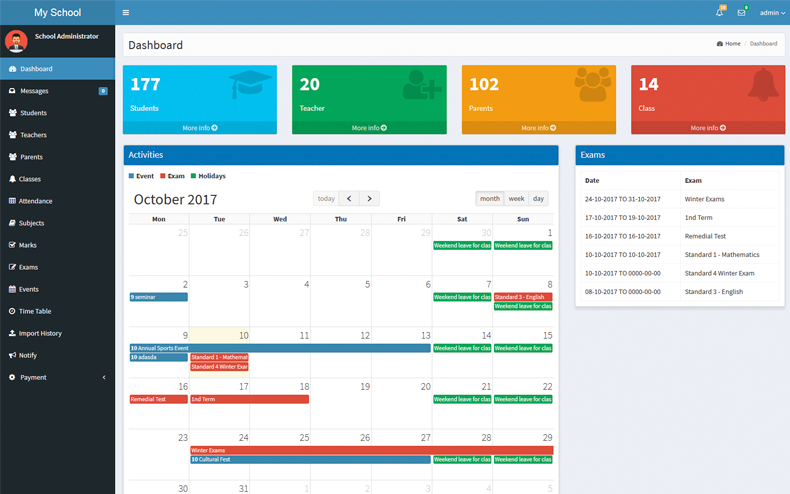 My School
10
0
admin
School Administrator
Dashboard
Messages 0
Students
Teachers
Parents
Classes
Attendance
Subjects
Marks
Exams
Events
Time Table
Import History
Notify
Payment
Dashboard
Home / Dashboard
177
Students
More info
20
Teacher
More info
102
Parents
More info
14
Class
More info
Activities
Event Exam Holidays
October 2017
today
month week day
Mon Tue Wed Thu Fri Sat Sun
25 26 27 28 29 30 1
Weekend leave for clas Weekend leave for clas
2 3 4 5 6 7 8
9 seminar Weekend leave for clas Standard 3 - English
Weekend leave for clas
9 10 11 12 13 14 15
10 Annual Sports Event Weekend leave for clas Weekend leave for clas
10 adasda Standard 1 - Mathemat
Standard 4 Winter Exar
16 17 18 19 20 21 22
Remedial Test 1nd Term Weekend leave for clas Weekend leave for clas
23 24 25 26 27 28 29
Winter Exams
10 Cultural Fest Weekend leave for clas Weekend leave for clas
30 31 1 2 3 4 5
Exams
Date Exam
24-10-2017 TO 31-10-2017 Winter Exams
17-10-2017 TO 19-10-2017 1nd Term
16-10-2017 TO 16-10-2017 Remedial Test
10-10-2017 TO 10-10-2017 Standard 1 - Mathematics
10-10-2017 TO 0000-00-00 Standard 4 Winter Exam
08-10-2017 TO 0000-00-00 Standard 3 - English